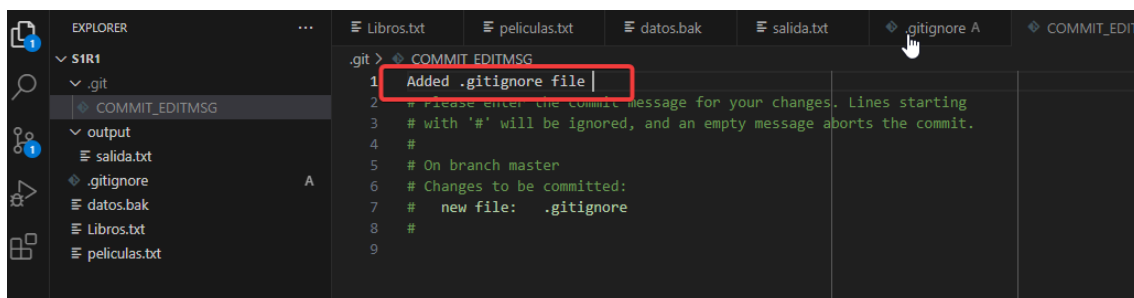 EXPLORER ...
S1R1
.git
COMMIT_EDITMSG
output
salida.txt
.gitignore A
datos.bak
Libros.txt
peliculas.txt
1
1
Libros.txt peliculas.txt datos.bak salida.txt .gitignore A COMMIT_EDI
.git > COMMIT_EDITMSG
1 Added .gitignore file
2 # Please enter the commit message for your changes. Lines starting
3 # with '#' will be ignored, and an empty message aborts the commit.
4 #
5 # On branch master
6 # Changes to be committed:
7 # new file: .gitignore
8 #
9